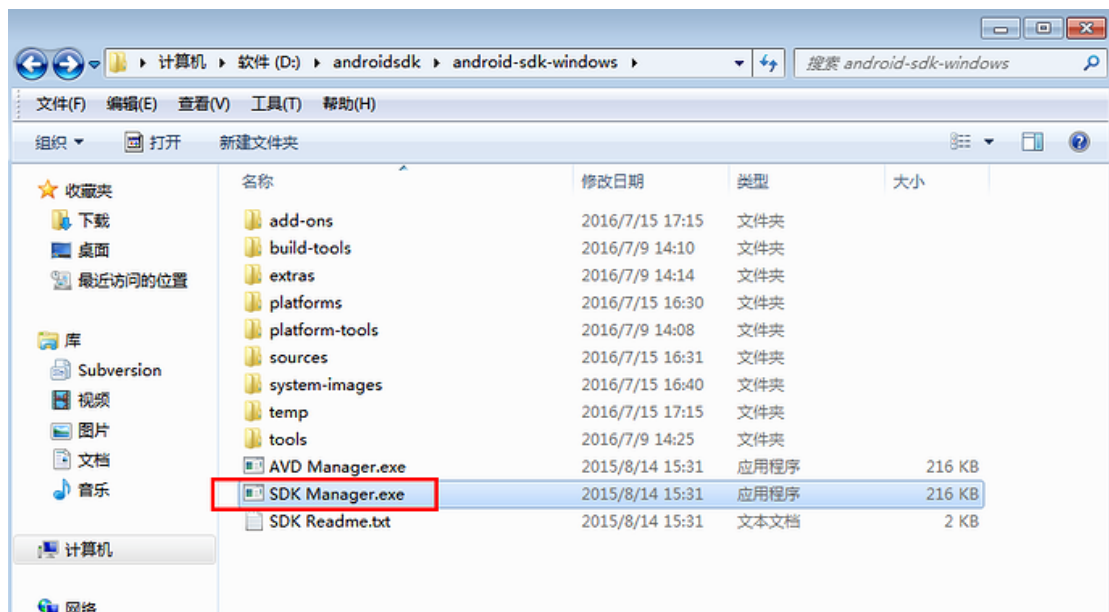 计算机 软件 (D:) androidsdk android-sdk-windows 搜索 android-sdk-windows
文件(F) 编辑(E) 查看(V) 工具(T) 帮助(H)
组织 打开 新建文件夹
收藏夹
下载
桌面
最近访问的位置
库
Subversion
视频
图片
文档
音乐
计算机
网络
名称 修改日期 类型 大小
add-ons 2016/7/15 17:15 文件夹
build-tools 2016/7/9 14:10 文件夹
extras 2016/7/9 14:14 文件夹
platforms 2016/7/15 16:30 文件夹
platform-tools 2016/7/9 14:08 文件夹
sources 2016/7/15 16:31 文件夹
system-images 2016/7/15 16:40 文件夹
temp 2016/7/15 17:15 文件夹
tools 2016/7/9 14:25 文件夹
AVD Manager.exe 2015/8/14 15:31 应用程序 216 KB
SDK Manager.exe 2015/8/14 15:31 应用程序 216 KB
SDK Readme.txt 2015/8/14 15:31 文本文档 2 KB